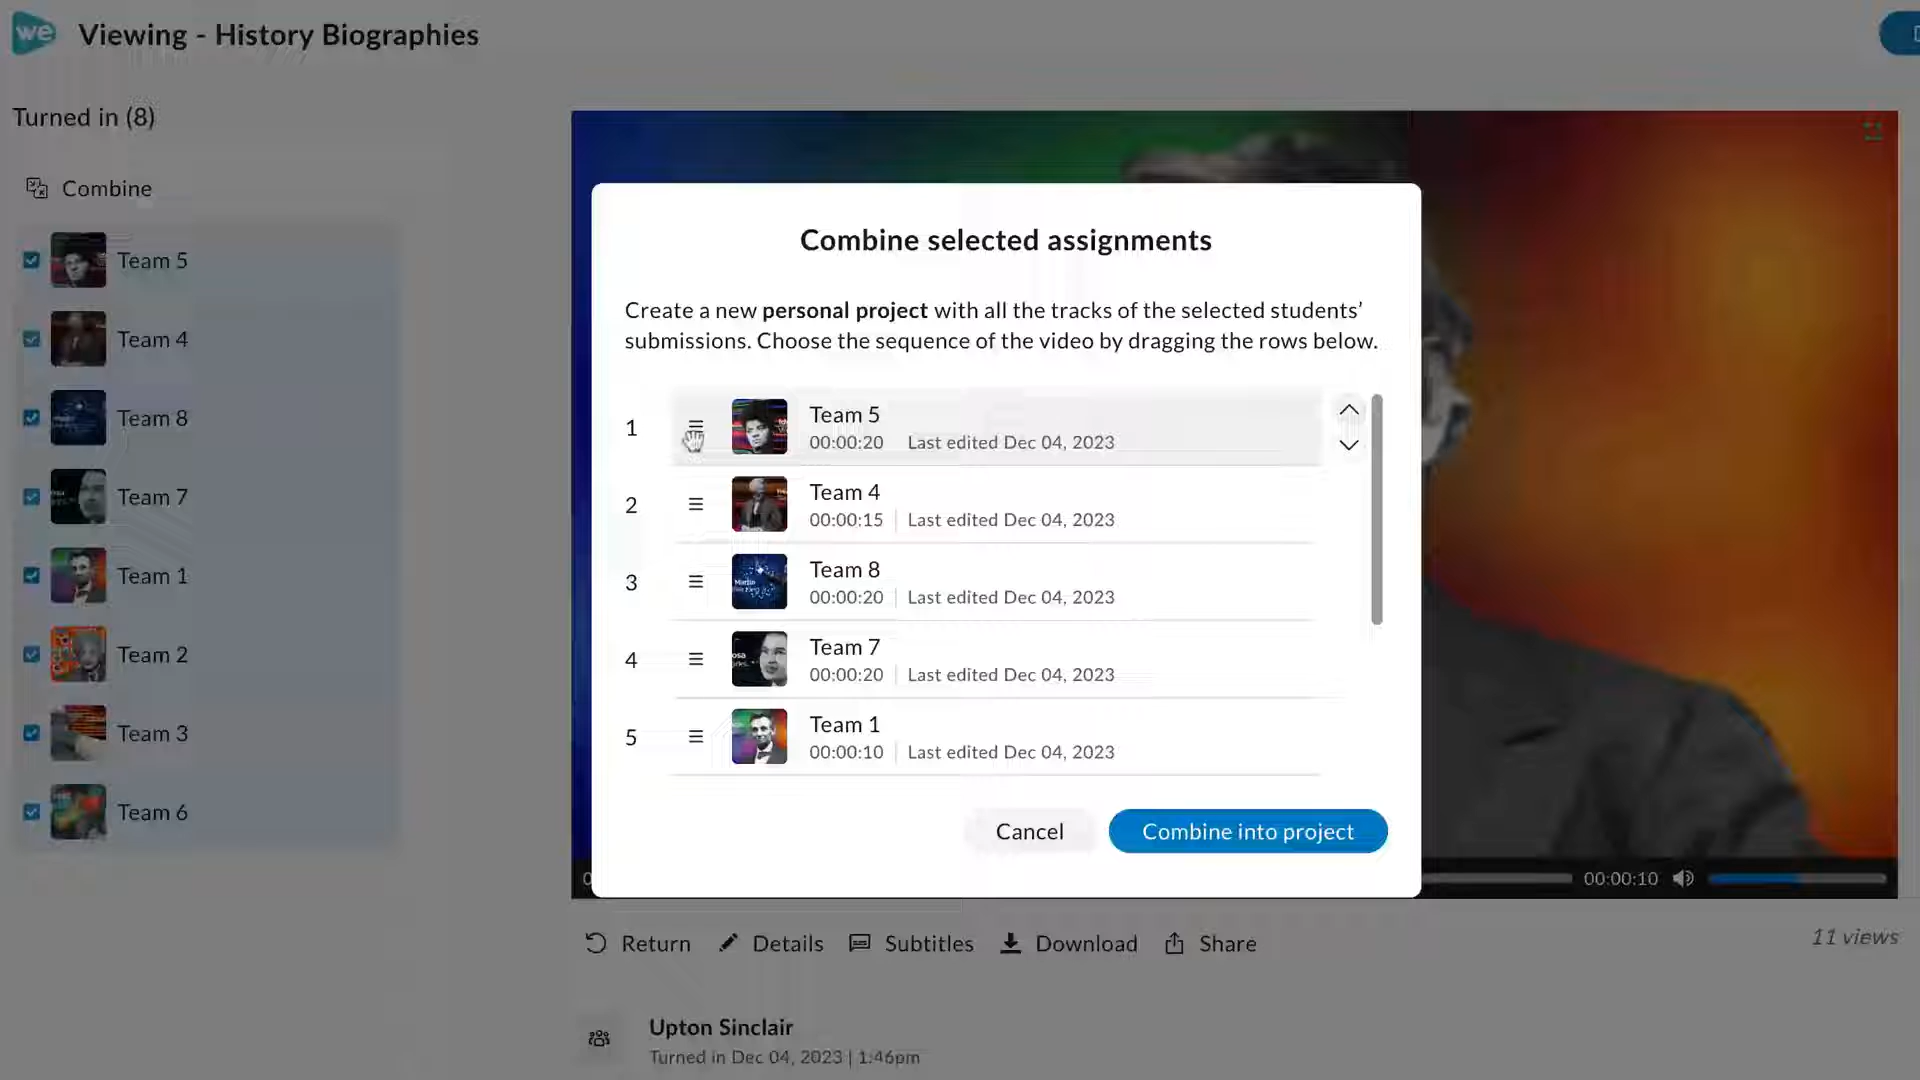 we
Viewing - History Biographies
Turned in (8)
Combine
Team 5
Team 4
Team 8
Team 7
Team 1
Team 2
Team 3
Team 6
Combine selected assignments
Create a new personal project with all the tracks of the selected students’
submissions. Choose the sequence of the video by dragging the rows below.
1
Team 5
00:00:20 Last edited Dec 04, 2023
2
Team 4
00:00:15 | Last edited Dec 04, 2023
3
Team 8
00:00:20 | Last edited Dec 04, 2023
4
Team 7
00:00:20 | Last edited Dec 04, 2023
5
Team 1
00:00:10 | Last edited Dec 04, 2023
Cancel
Combine into project
00:00:10
Return
Details
Subtitles
Download
Share
11 views
Upton Sinclair
Turned in Dec 04, 2023 | 1:46pm